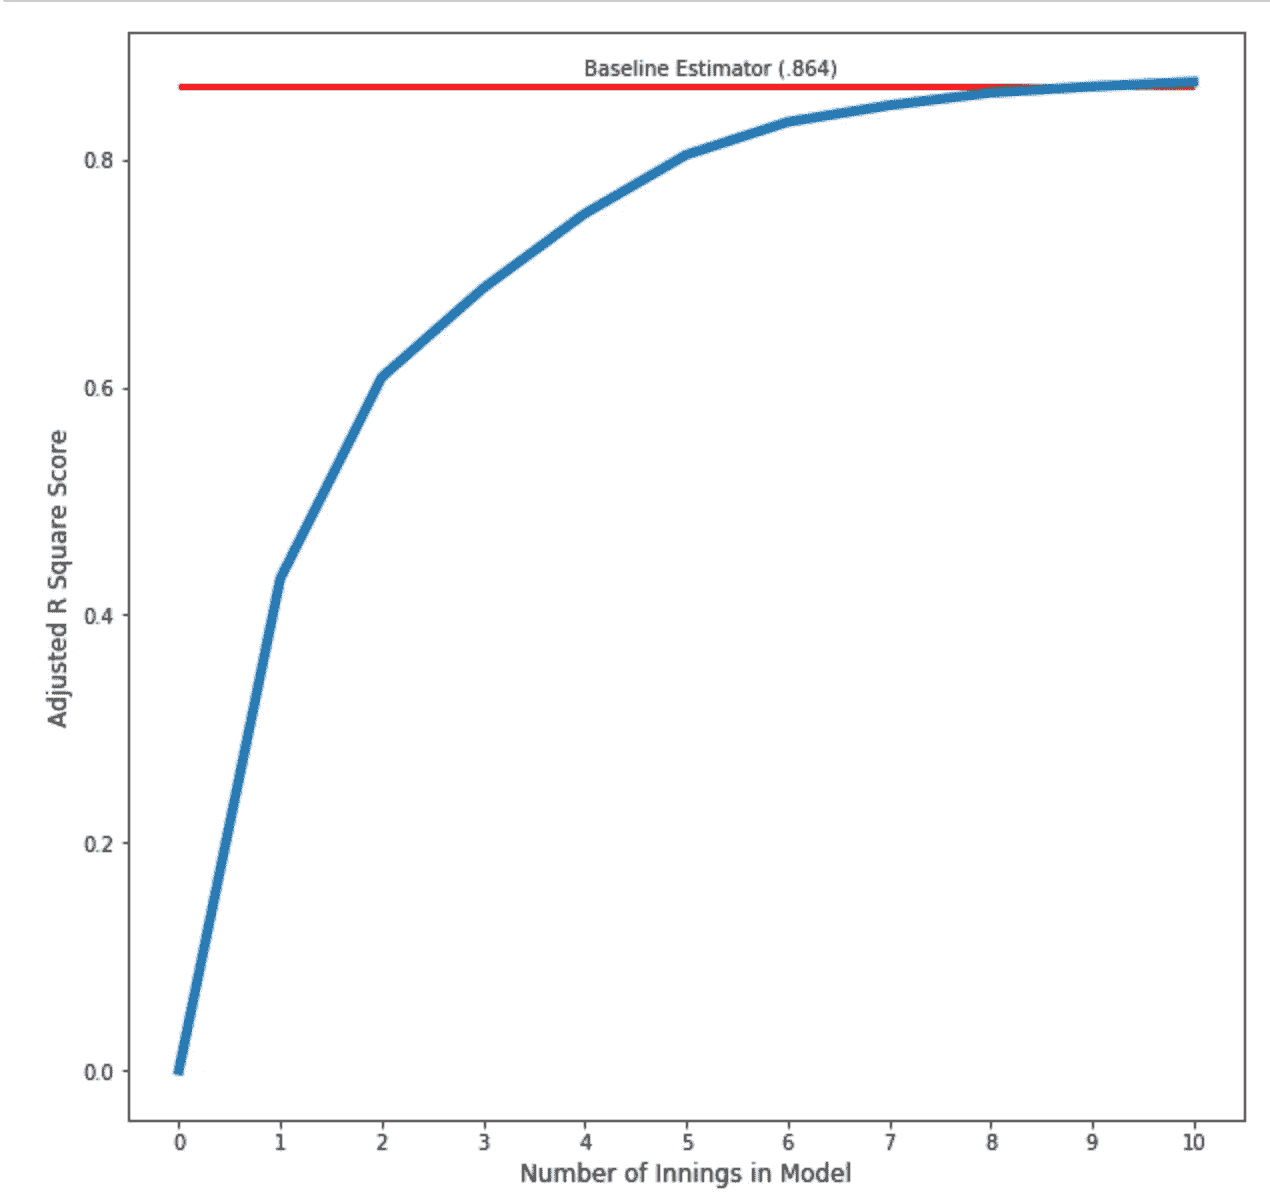 Baseline Estimator (.864)
0.8
0.6
0.4
0.2
0.0
Adjusted R Square Score
0 1 2 3 4 5 6 7 8 9 10
Number of Innings in Model